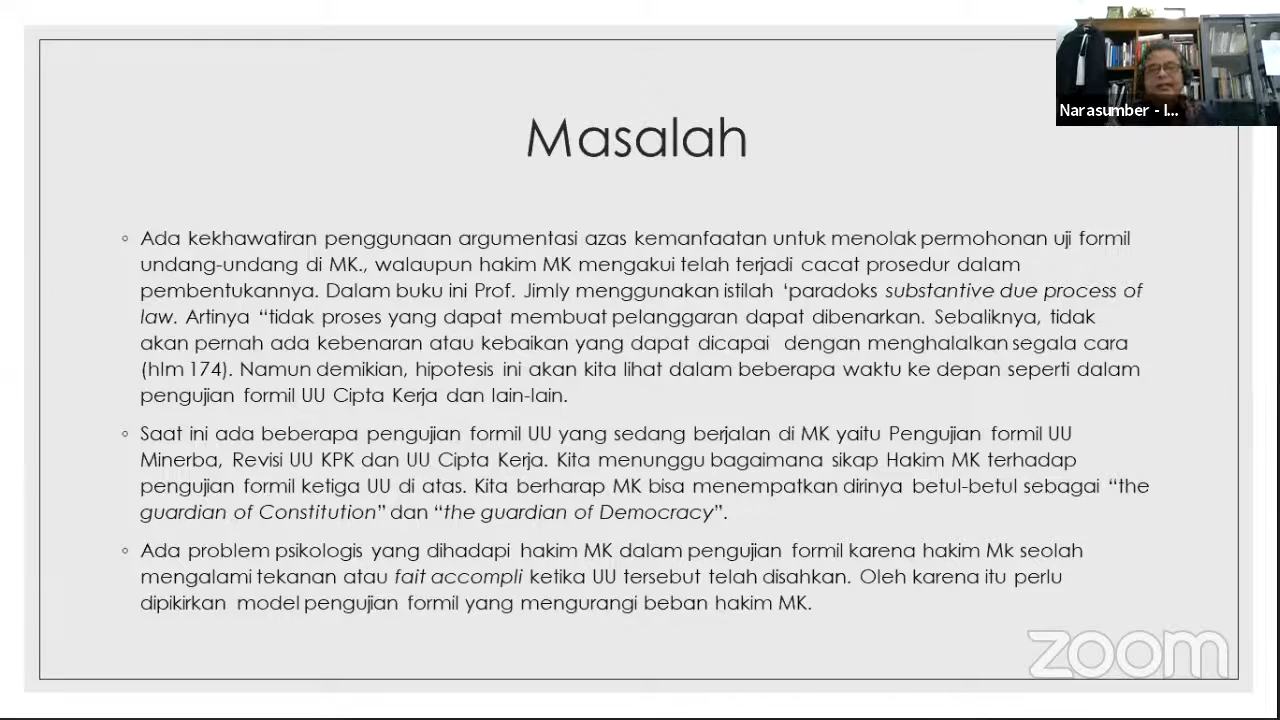 Narasumber - I...
Masalah
◦ Ada kekhawatiran penggunaan argumentasi azas kemanfaatan untuk menolak permohonan uji formil
undang-undang di MK., walaupun hakim MK mengakui telah terjadi cacat prosedur dalam
pembentukannya. Dalam buku ini Prof. Jimly menggunakan istilah ‘paradoks substantive due process of
law. Artinya “tidak proses yang dapat membuat pelanggaran dapat dibenarkan. Sebaliknya, tidak
akan pernah ada kebenaran atau kebaikan yang dapat dicapai dengan menghalalkan segala cara
(hlm 174). Namun demikian, hipotesis ini akan kita lihat dalam beberapa waktu ke depan seperti dalam
pengujian formil UU Cipta Kerja dan lain-lain.
◦ Saat ini ada beberapa pengujian formil UU yang sedang berjalan di MK yaitu Pengujian formil UU
Minerba, Revisi UU KPK dan UU Cipta Kerja. Kita menunggu bagaimana sikap Hakim MK terhadap
pengujian formil ketiga UU di atas. Kita berharap MK bisa menempatkan dirinya betul-betul sebagai “the
guardian of Constitution” dan “the guardian of Democracy”.
◦ Ada problem psikologis yang dihadapi hakim MK dalam pengujian formil karena hakim Mk seolah
mengalami tekanan atau fait accompli ketika UU tersebut telah disahkan. Oleh karena itu perlu
dipikirkan model pengujian formil yang mengurangi beban hakim MK.
zoom